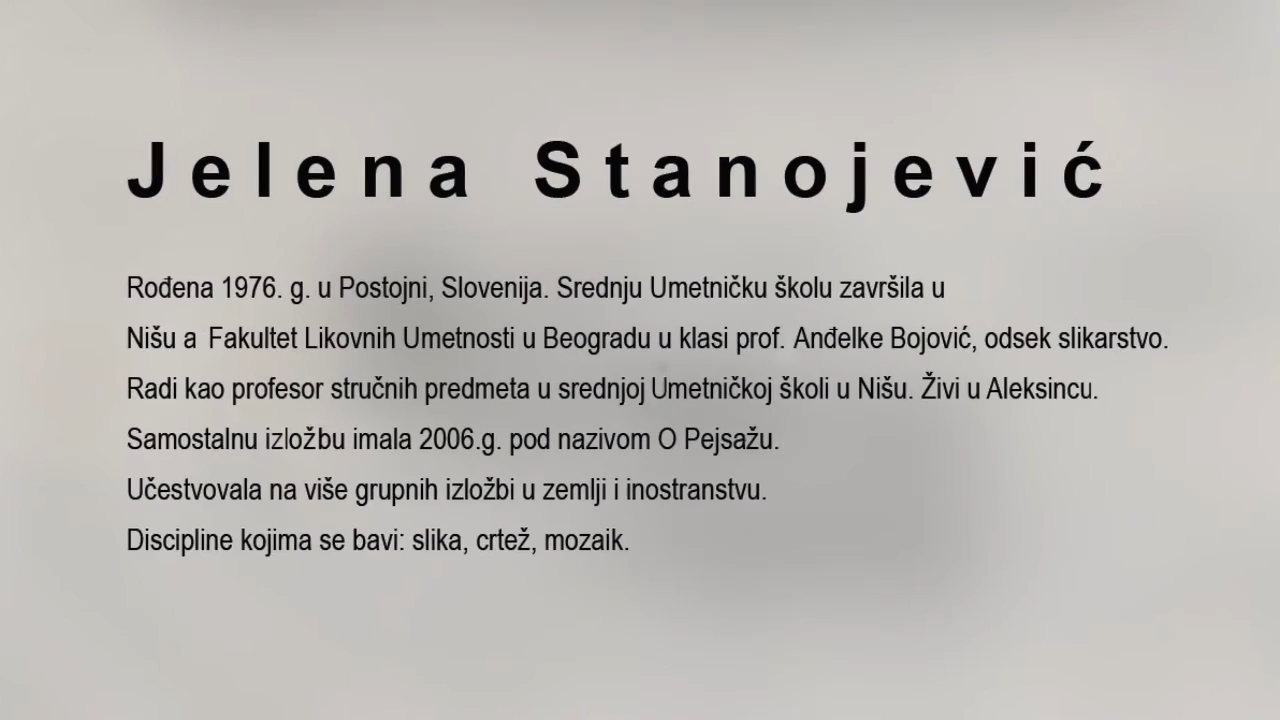 Jelena Stanojević
Rođena 1976. g. u Postojni, Slovenija. Srednju Umetničku školu završila u
Nišu a Fakultet Likovnih Umetnosti u Beogradu u klasi prof. Anđelke Bojović, odsek slikarstvo.
Radi kao profesor stručnih predmeta u srednjoj Umetničkoj školi u Nišu. Živi u Aleksincu.
Samostalnu izložbu imala 2006.g. pod nazivom O Pejsažu.
Učestvovala na više grupnih izložbi u zemlji i inostranstvu.
Discipline kojima se bavi: slika, crtež, mozaik.